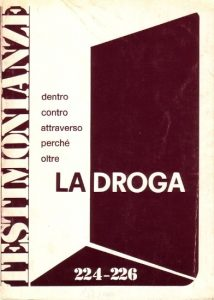 TESTIMONIANZE
dentro
contro
attraverso
perché
oltre
LA DROGA
224-226